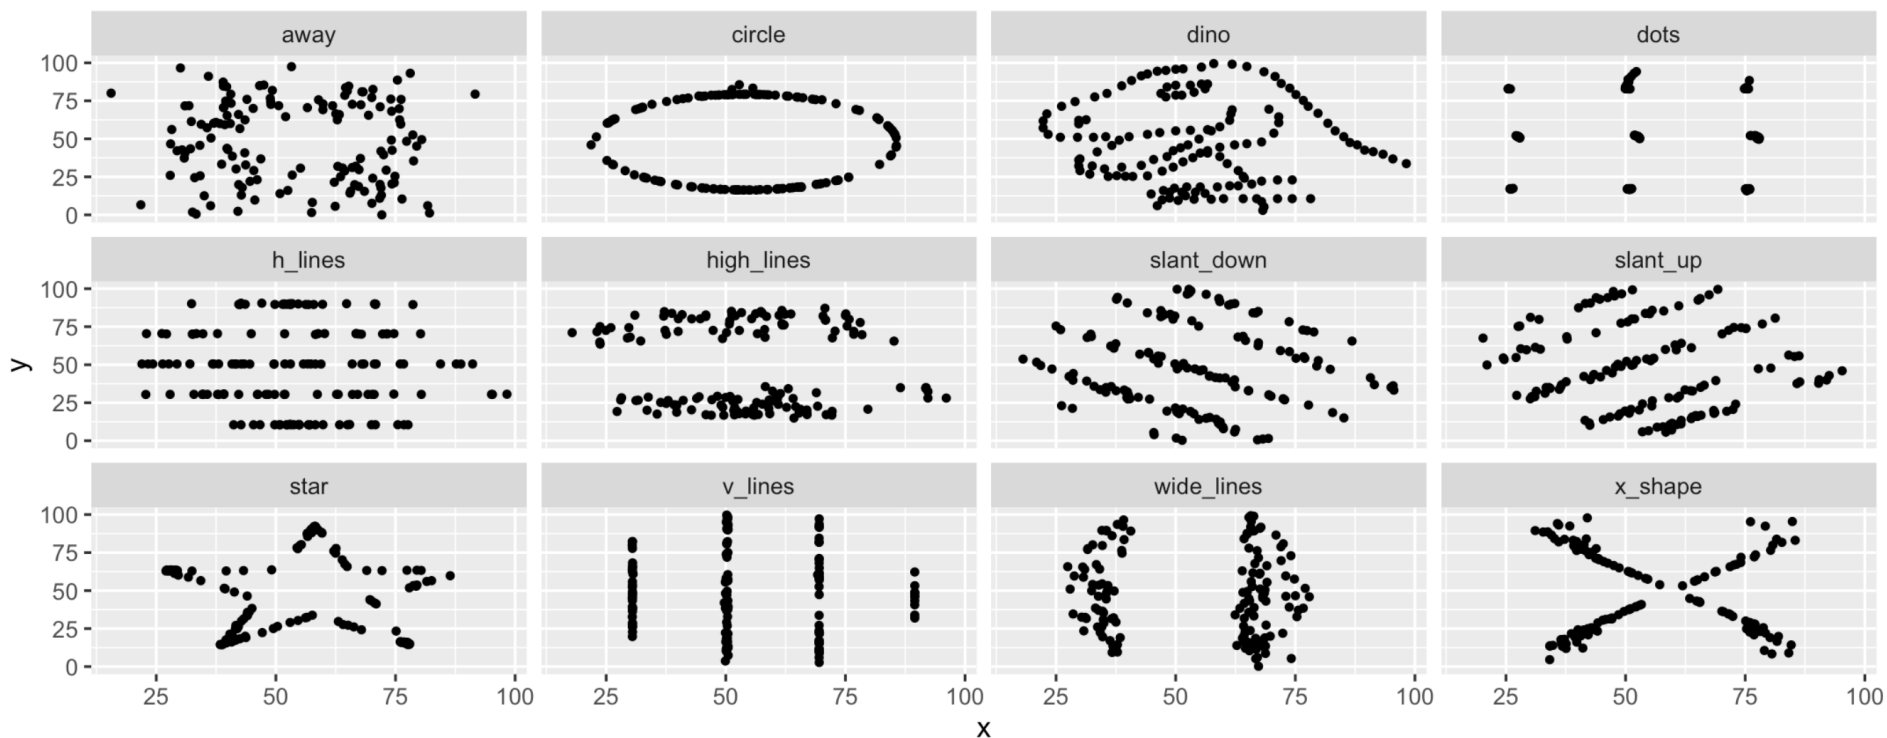 away circle dino dots
100
75
50
25
0
h_lines high_lines slant_down slant_up
100
75
50
25
0
y
star v_lines wide_lines x_shape
100
75
50
25
0
25 50 75 100 25 50 75 100 25 50 75 100 25 50 75 100
x